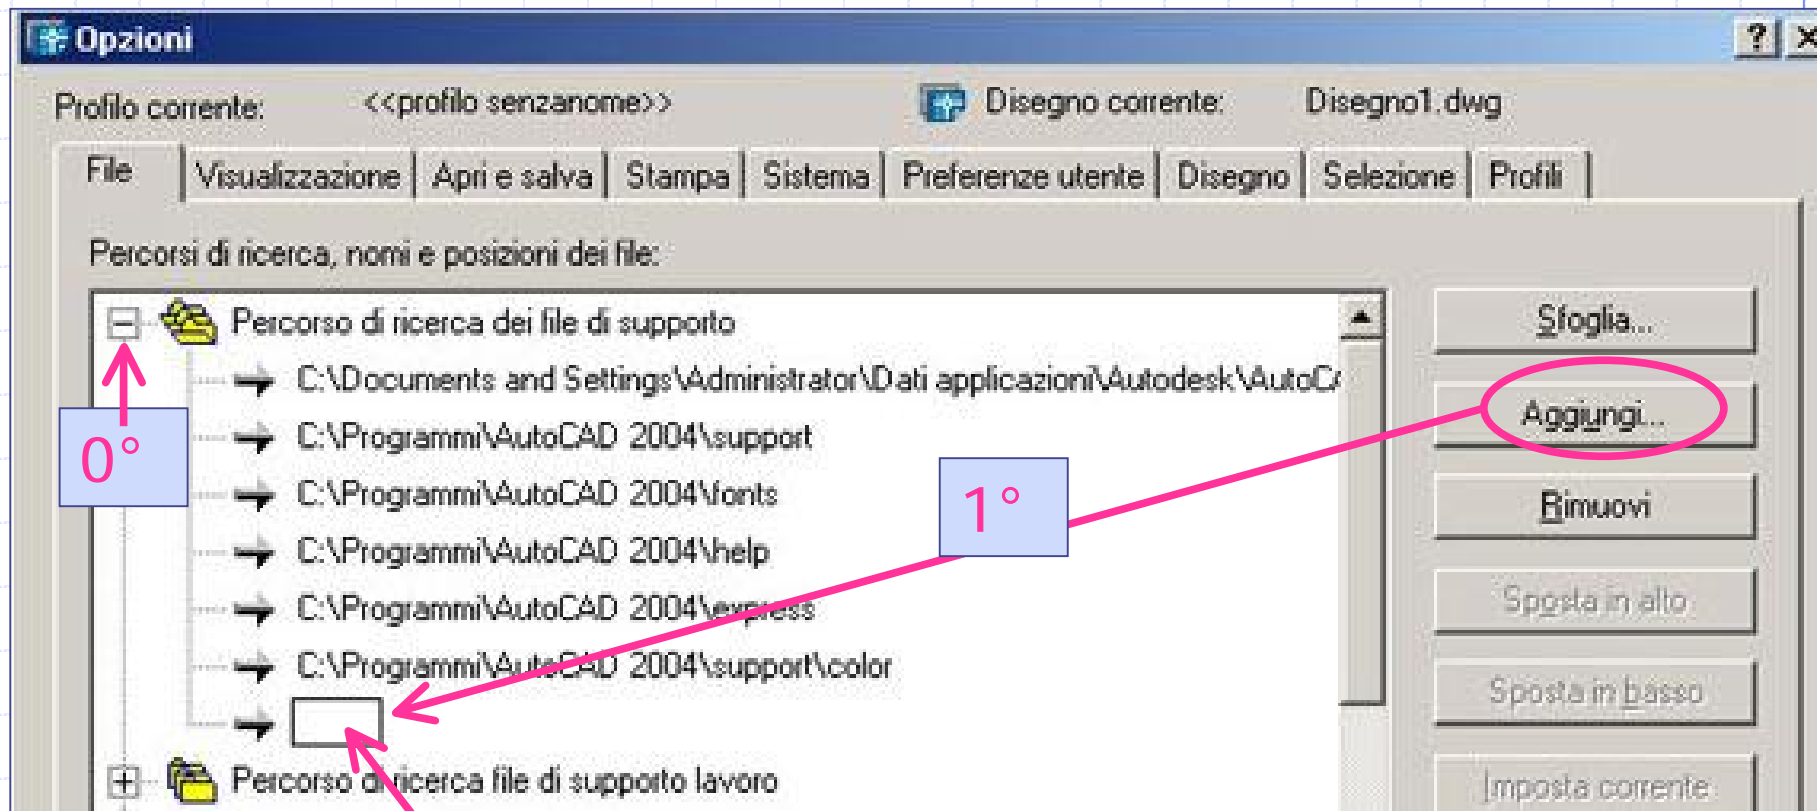 Opzioni
Profilo corrente: <<profilo senzanome>> Disegno corrente: Disegno1.dwg
File Visualizzazione Apri e salva Stampa Sistema Preferenze utente Disegno Selezione Profili
Percorsi di ricerca, nomi e posizioni dei file:
Percorso di ricerca dei file di supporto
Sfoglia...
C:\Documents and Settings\Administrator\Dati applicazioni\Autodesk\AutoCA
Aggiungi...
0°
C:\Programmi\AutoCAD 2004\support
C:\Programmi\AutoCAD 2004\fonts
1°
Rimuovi
C:\Programmi\AutoCAD 2004\help
C:\Programmi\AutoCAD 2004\express
Sposta in alto
C:\Programmi\AutoCAD 2004\support\color
Sposta in basso
Percorso di ricerca file di supporto lavoro
Imposta corrente